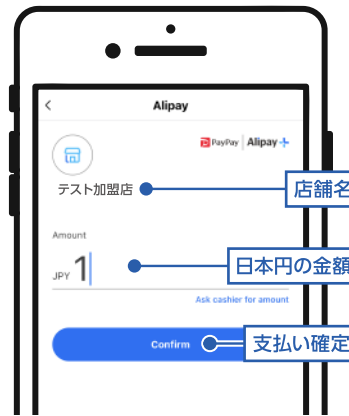 Alipay
PayPay Alipay+
テスト加盟店
店舗名
Amount
JPY 1
日本円の金額
Ask cashier for amount
Confirm
支払い確定